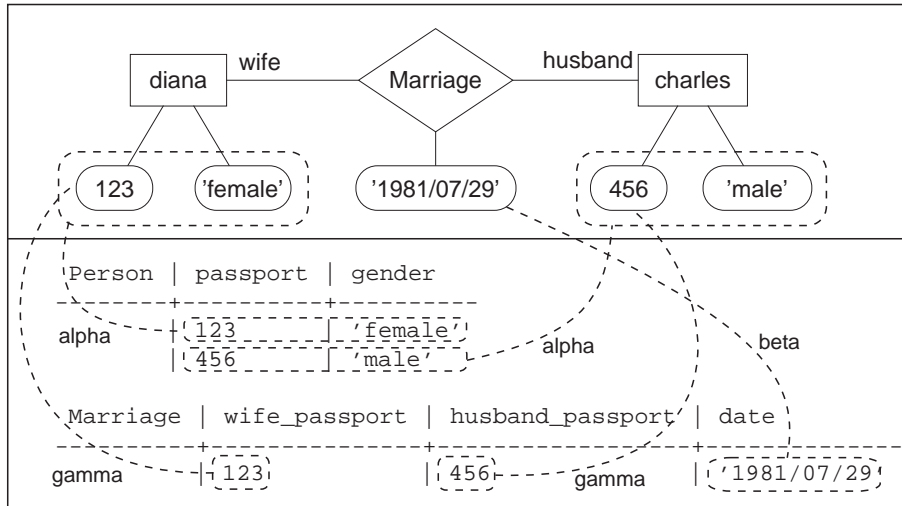 wife
husband
diana
Marriage
charles
123
'female'
'1981/07/29'
456
'male'
Person | passport | gender
alpha
123 | 'female'
456 | 'male'
alpha
beta
Marriage | wife_passport | husband_passport | date
gamma
123
456
gamma
'1981/07/29'